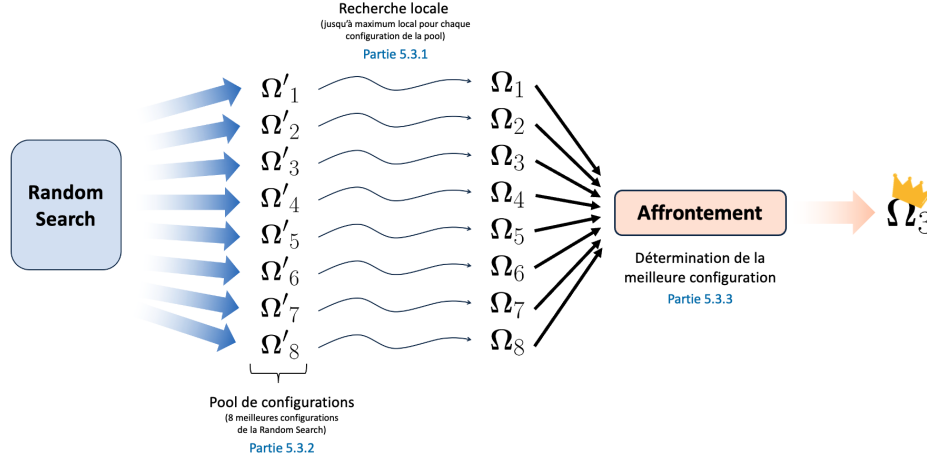 Recherche locale
(jusqu'à maximum local pour chaque
configuration de la pool)
Partie 5.3.1
Random
Search
Ω′1
Ω′2
Ω′3
Ω′4
Ω′5
Ω′6
Ω′7
Ω′8
Ω1
Ω2
Ω3
Ω4
Ω5
Ω6
Ω7
Ω8
Affrontement
Détermination de la
meilleure configuration
Partie 5.3.3
Ω3
Pool de configurations
(8 meilleures configurations
de la Random Search)
Partie 5.3.2